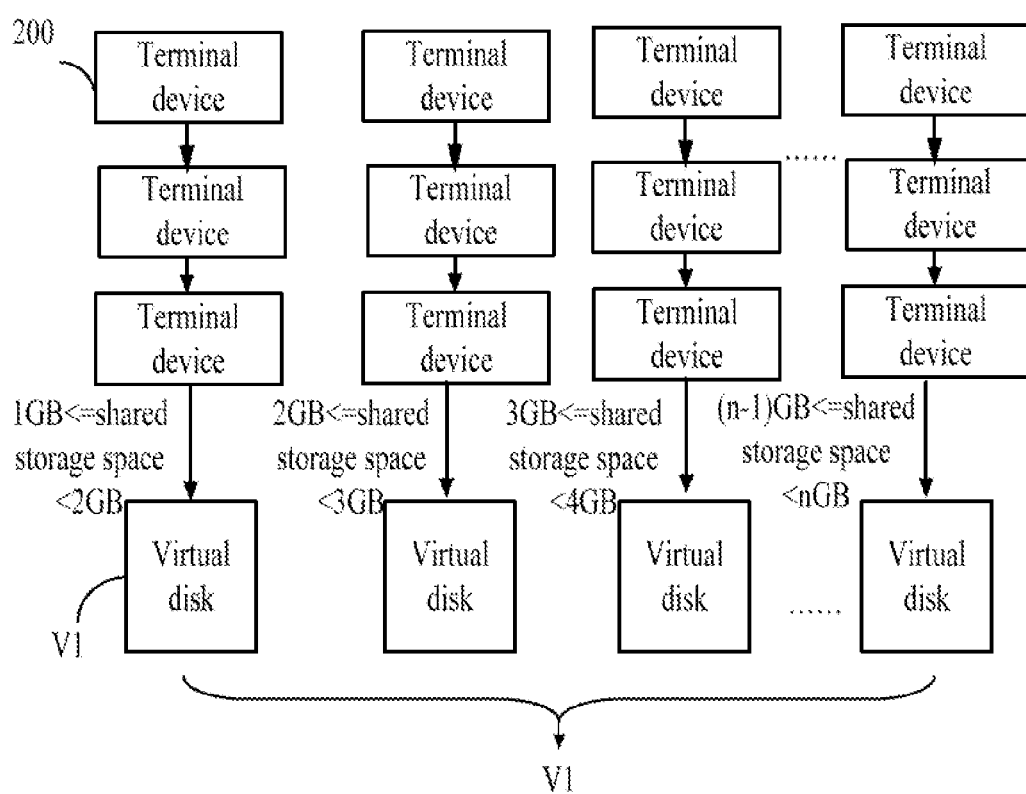 200
Terminal
device
Terminal
device
Terminal
device
Terminal
device
......
Terminal
device
Terminal
device
Terminal
device
Terminal
device
Terminal
device
Terminal
device
Terminal
device
Terminal
device
1GB<=shared
storage space
<2GB
2GB<=shared
storage space
<3GB
3GB<=shared
storage space
<4GB
(n-1)GB<=shared
storage space
<nGB
Virtual
disk
Virtual
disk
Virtual
disk
......
Virtual
disk
V1
V1